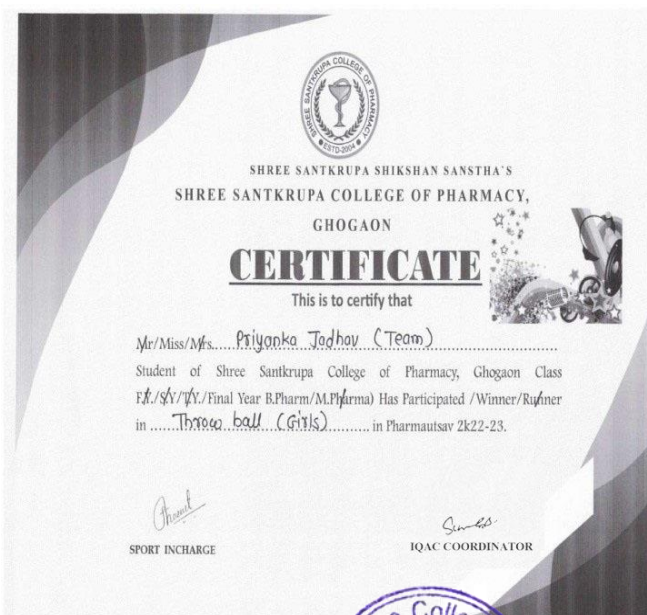 SHREE SANTKRUPA COLLEGE OF PHARMACY
ESTD-2004
SHREE SANTKRUPA SHIKSHAN SANSTHA'S
SHREE SANTKRUPA COLLEGE OF PHARMACY,
GHOGAON
CERTIFICATE
This is to certify that
Mr/Miss/Mrs. Priyanka Jadhav (Team)
Student of Shree Santkrupa College of Pharmacy, Ghogaon Class
F.Y./S.Y/T.Y./Final Year B.Pharm/M.Pharma) Has Participated /Winner/Runner
in Throw ball (Girls) in Pharmautsav 2k22-23.
SPORT INCHARGE
IQAC COORDINATOR